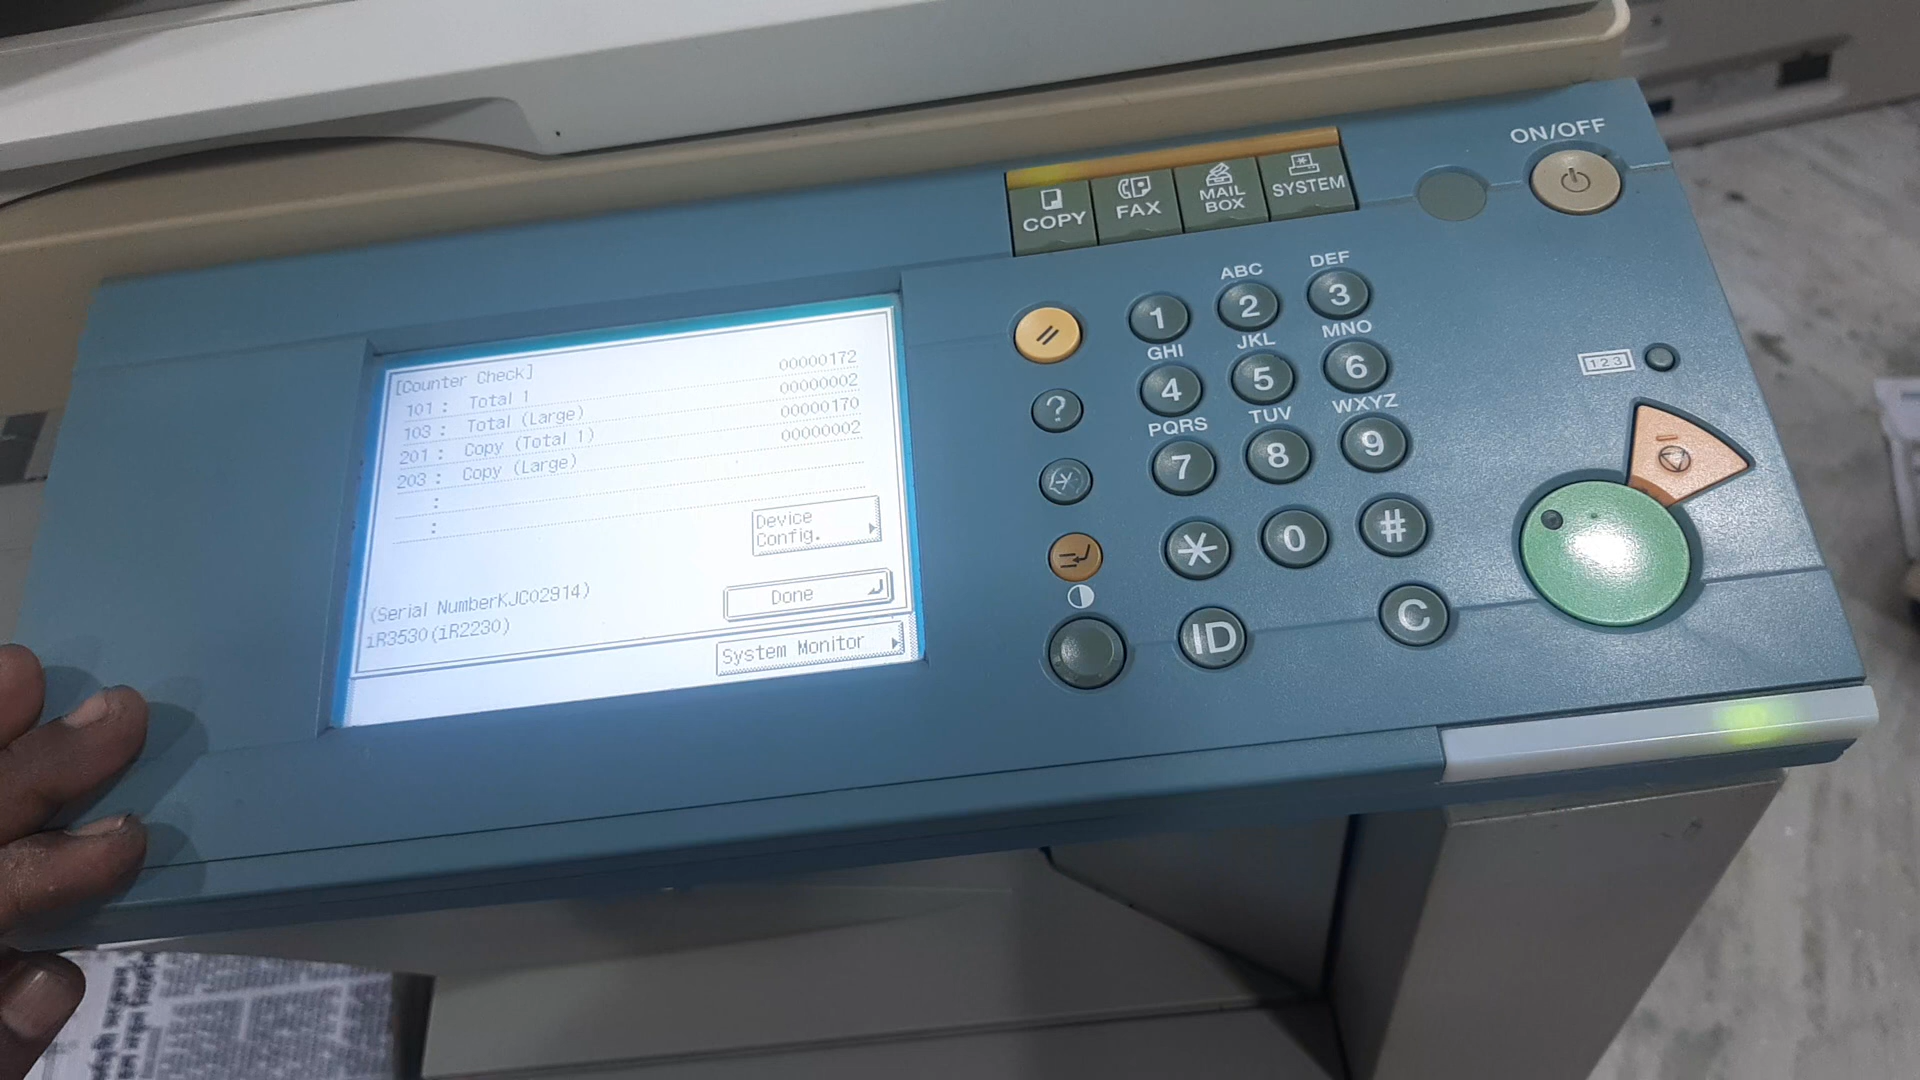 ON/OFF
COPY
FAX
MAIL
BOX
SYSTEM
[Counter Check]
101 : Total 1 00000172
103 : Total (Large) 00000002
201 : Copy (Total 1) 00000170
203 : Copy (Large) 00000002
:
:
Device
Config.
(Serial NumberKJC02914)
Done
iR3530(iR2230)
System Monitor
ABC DEF
1 2 3
GHI JKL MNO
4 5 6
PQRS TUV WXYZ
7 8 9
* 0 #
ID C
?
123